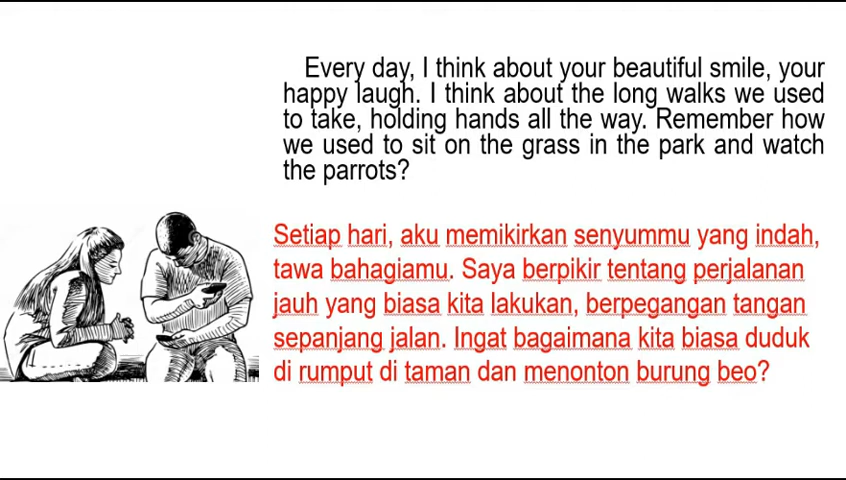 Every day, I think about your beautiful smile, your
happy laugh. I think about the long walks we used
to take, holding hands all the way. Remember how
we used to sit on the grass in the park and watch
the parrots?
Setiap hari, aku memikirkan senyummu yang indah,
tawa bahagiamu. Saya berpikir tentang perjalanan
jauh yang biasa kita lakukan, berpegangan tangan
sepanjang jalan. Ingat bagaimana kita biasa duduk
di rumput di taman dan menonton burung beo?